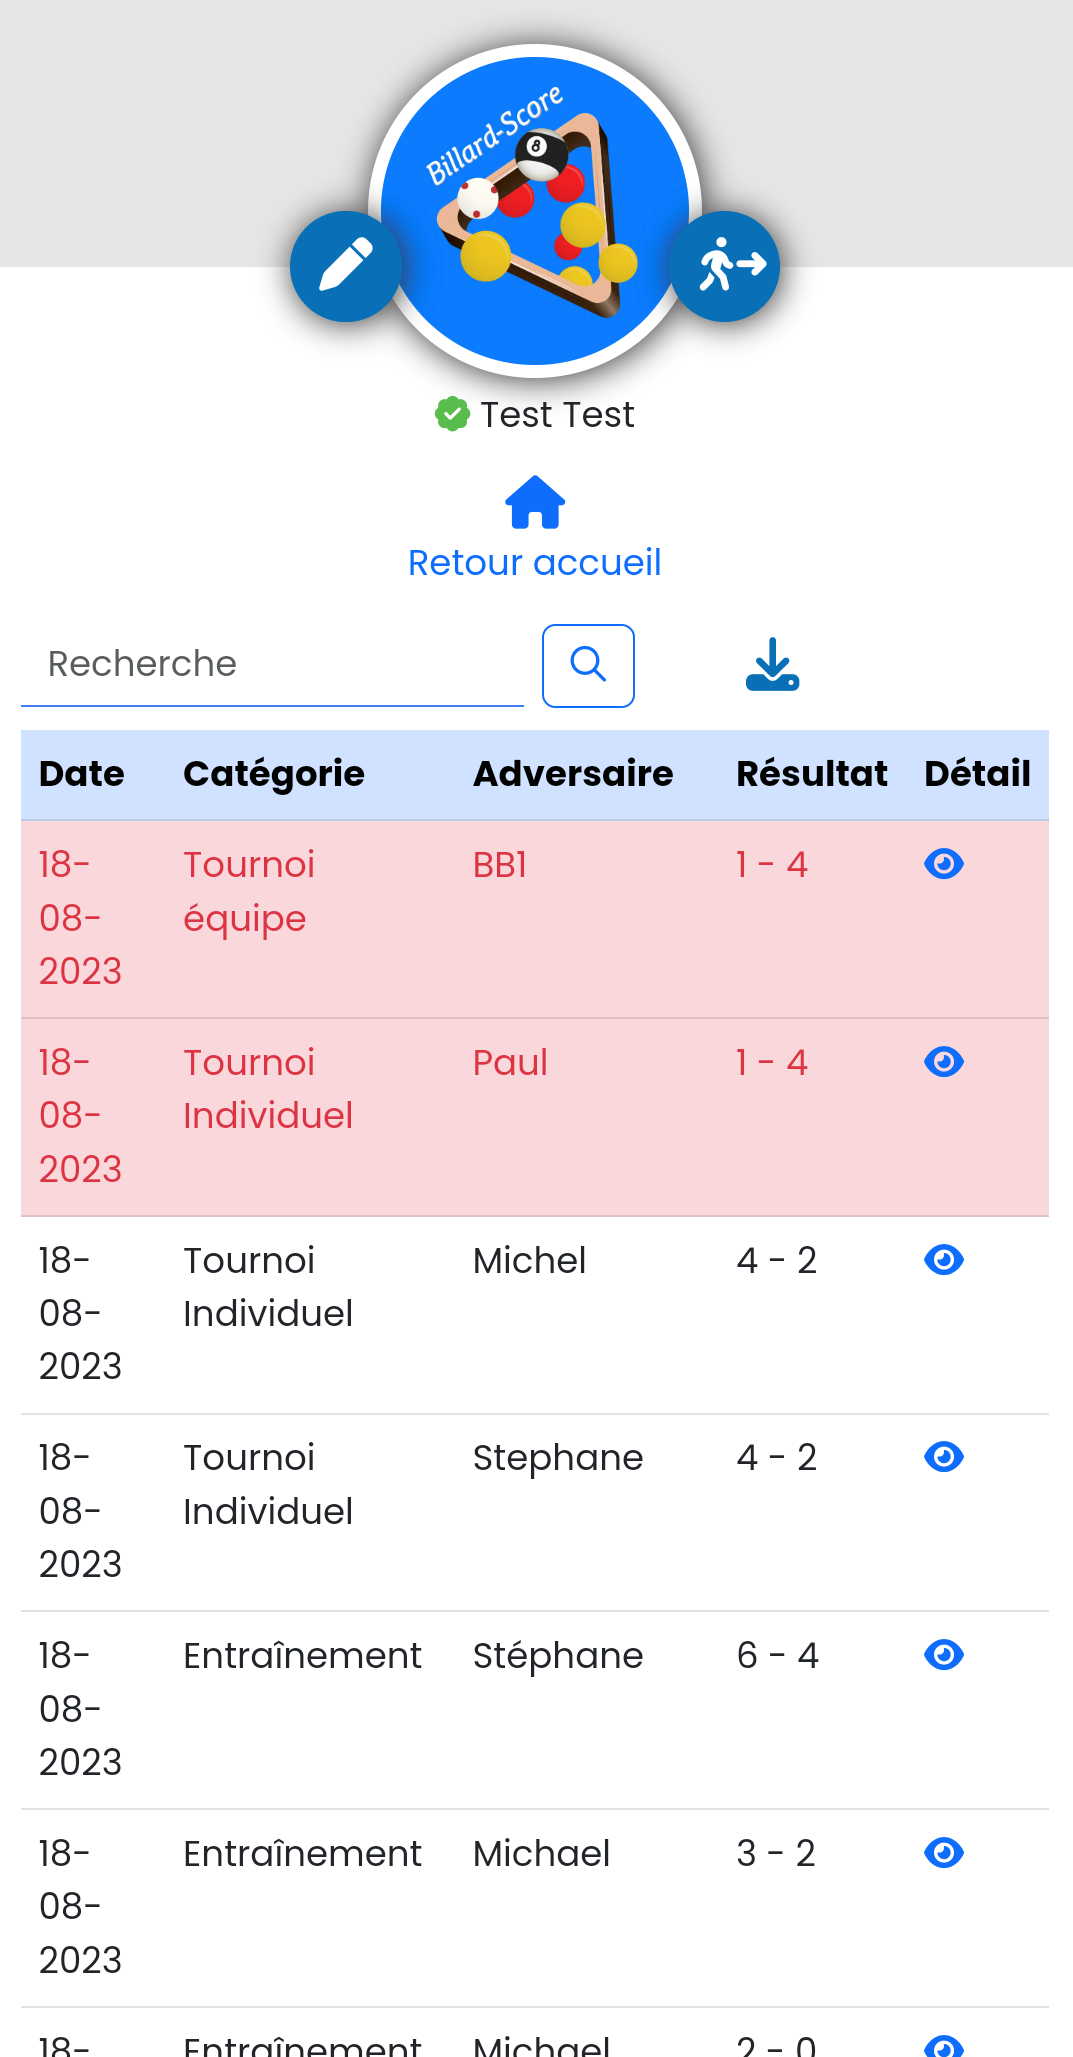 Billard-Score
8
Test Test
Retour accueil
Recherche
Date Catégorie Adversaire Résultat Détail
18- Tournoi BB1 1 - 4
08- équipe
2023
18- Tournoi Paul 1 - 4
08- Individuel
2023
18- Tournoi Michel 4 - 2
08- Individuel
2023
18- Tournoi Stephane 4 - 2
08- Individuel
2023
18- Entraînement Stéphane 6 - 4
08-
2023
18- Entraînement Michael 3 - 2
08-
2023
18- Entraînement Michael 2 - 0